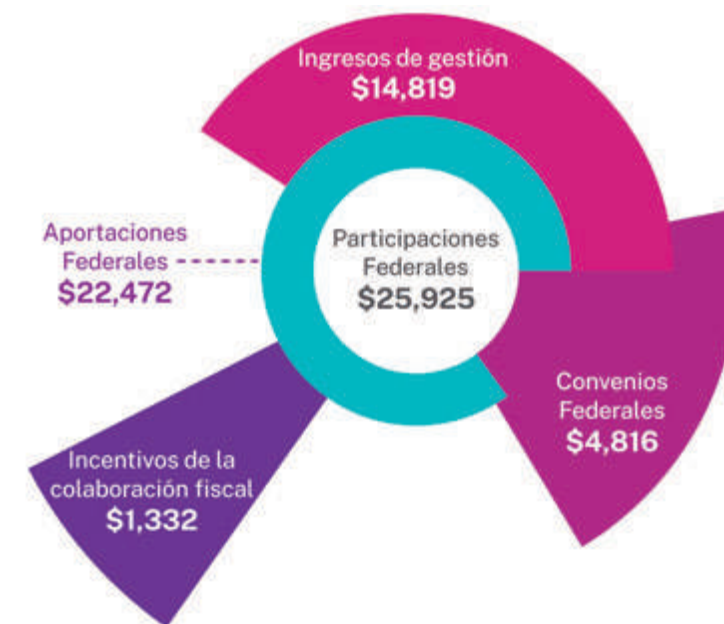 Ingresos de gestión
$14,819
Aportaciones
Federales
$22,472
Participaciones
Federales
$25,925
Convenios
Federales
$4,816
Incentivos de la
colaboración fiscal
$1,332